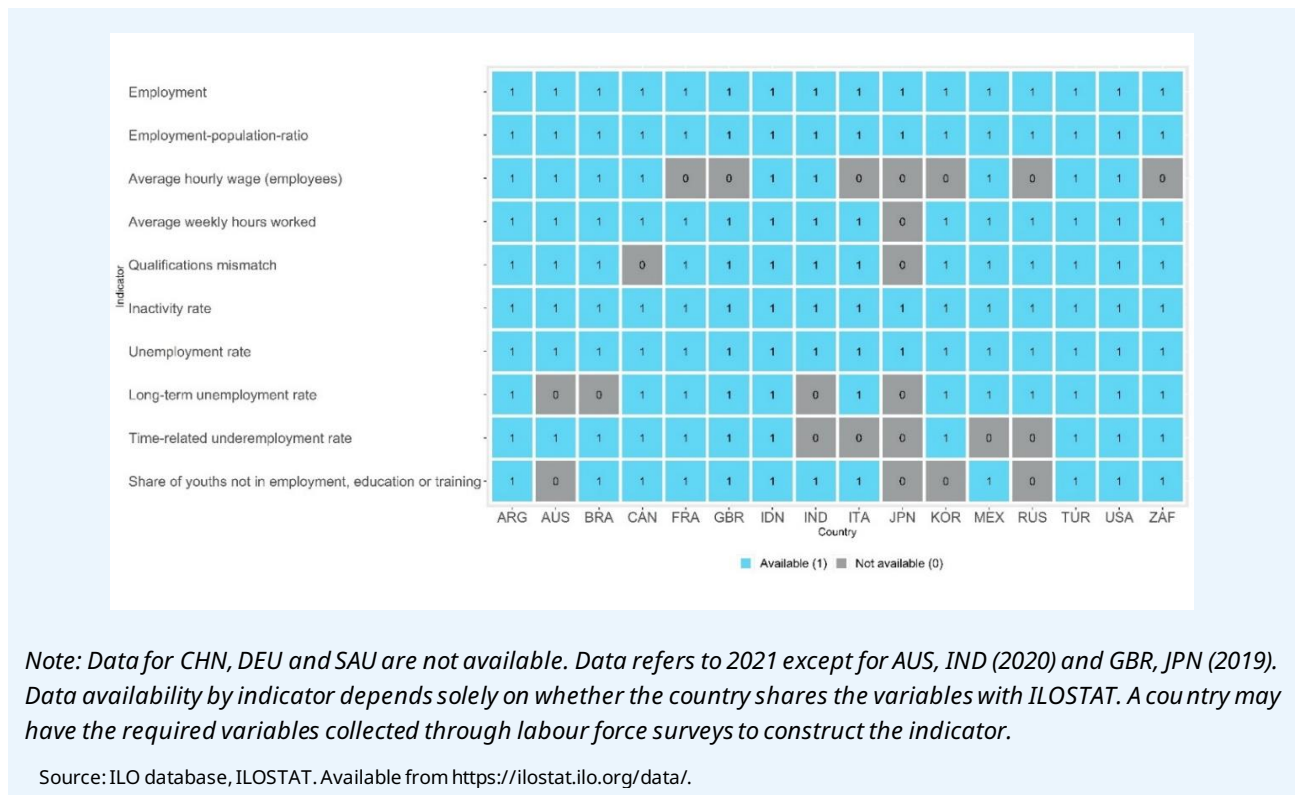 Employment 1 1 1 1 1 1 1 1 1 1 1 1 1 1 1 1
Employment-population-ratio 1 1 1 1 1 1 1 1 1 1 1 1 1 1 1 1
Average hourly wage (employees) 1 1 1 1 0 0 1 1 0 0 0 1 0 1 1 0
Average weekly hours worked 1 1 1 1 1 1 1 1 1 0 1 1 1 1 1 1
Qualifications mismatch 1 1 1 0 1 1 1 1 1 0 1 1 1 1 1 1
Indicator
Inactivity rate 1 1 1 1 1 1 1 1 1 1 1 1 1 1 1 1
Unemployment rate 1 1 1 1 1 1 1 1 1 1 1 1 1 1 1 1
Long-term unemployment rate 1 0 0 1 1 1 1 0 1 0 1 1 1 1 1 1
Time-related underemployment rate 1 1 1 1 1 1 1 0 0 0 1 0 0 1 1 1
Share of youths not in employment, education or training 1 0 1 1 1 1 1 1 1 0 0 1 0 1 1 1
ARG AUS BRA CAN FRA GBR IDN IND ITA JPN KOR MEX RUS TUR USA ZAF
Country
Available (1) Not available (0)
Note: Data for CHN, DEU and SAU are not available. Data refers to 2021 except for AUS, IND (2020) and GBR, JPN (2019).
Data availability by indicator depends solely on whether the country shares the variables with ILOSTAT. A country may
have the required variables collected through labour force surveys to construct the indicator.
Source: ILO database, ILOSTAT. Available from https://ilostat.ilo.org/data/.